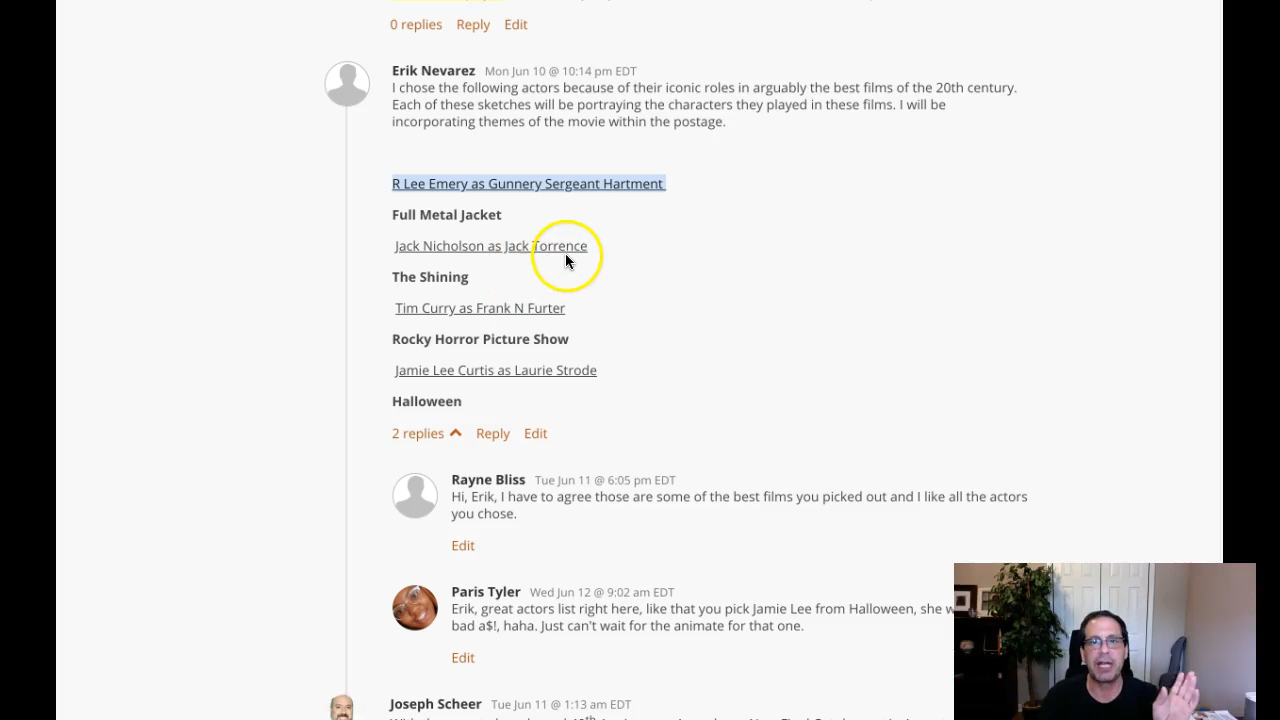 0 replies Reply Edit
Erik Nevarez Mon Jun 10 @ 10:14 pm EDT
I chose the following actors because of their iconic roles in arguably the best films of the 20th century.
Each of these sketches will be portraying the characters they played in these films. I will be
incorporating themes of the movie within the postage.
R Lee Emery as Gunnery Sergeant Hartment
Full Metal Jacket
Jack Nicholson as Jack Torrence
The Shining
Tim Curry as Frank N Furter
Rocky Horror Picture Show
Jamie Lee Curtis as Laurie Strode
Halloween
2 replies Reply Edit
Rayne Bliss Tue Jun 11 @ 6:05 pm EDT
Hi, Erik, I have to agree those are some of the best films you picked out and I like all the actors
you chose.
Edit
Paris Tyler Wed Jun 12 @ 9:02 am EDT
Erik, great actors list right here, like that you pick Jamie Lee from Halloween, she
bad a$!, haha. Just can't wait for the animate for that one.
Edit
Joseph Scheer Tue Jun 11 @ 1:13 am EDT